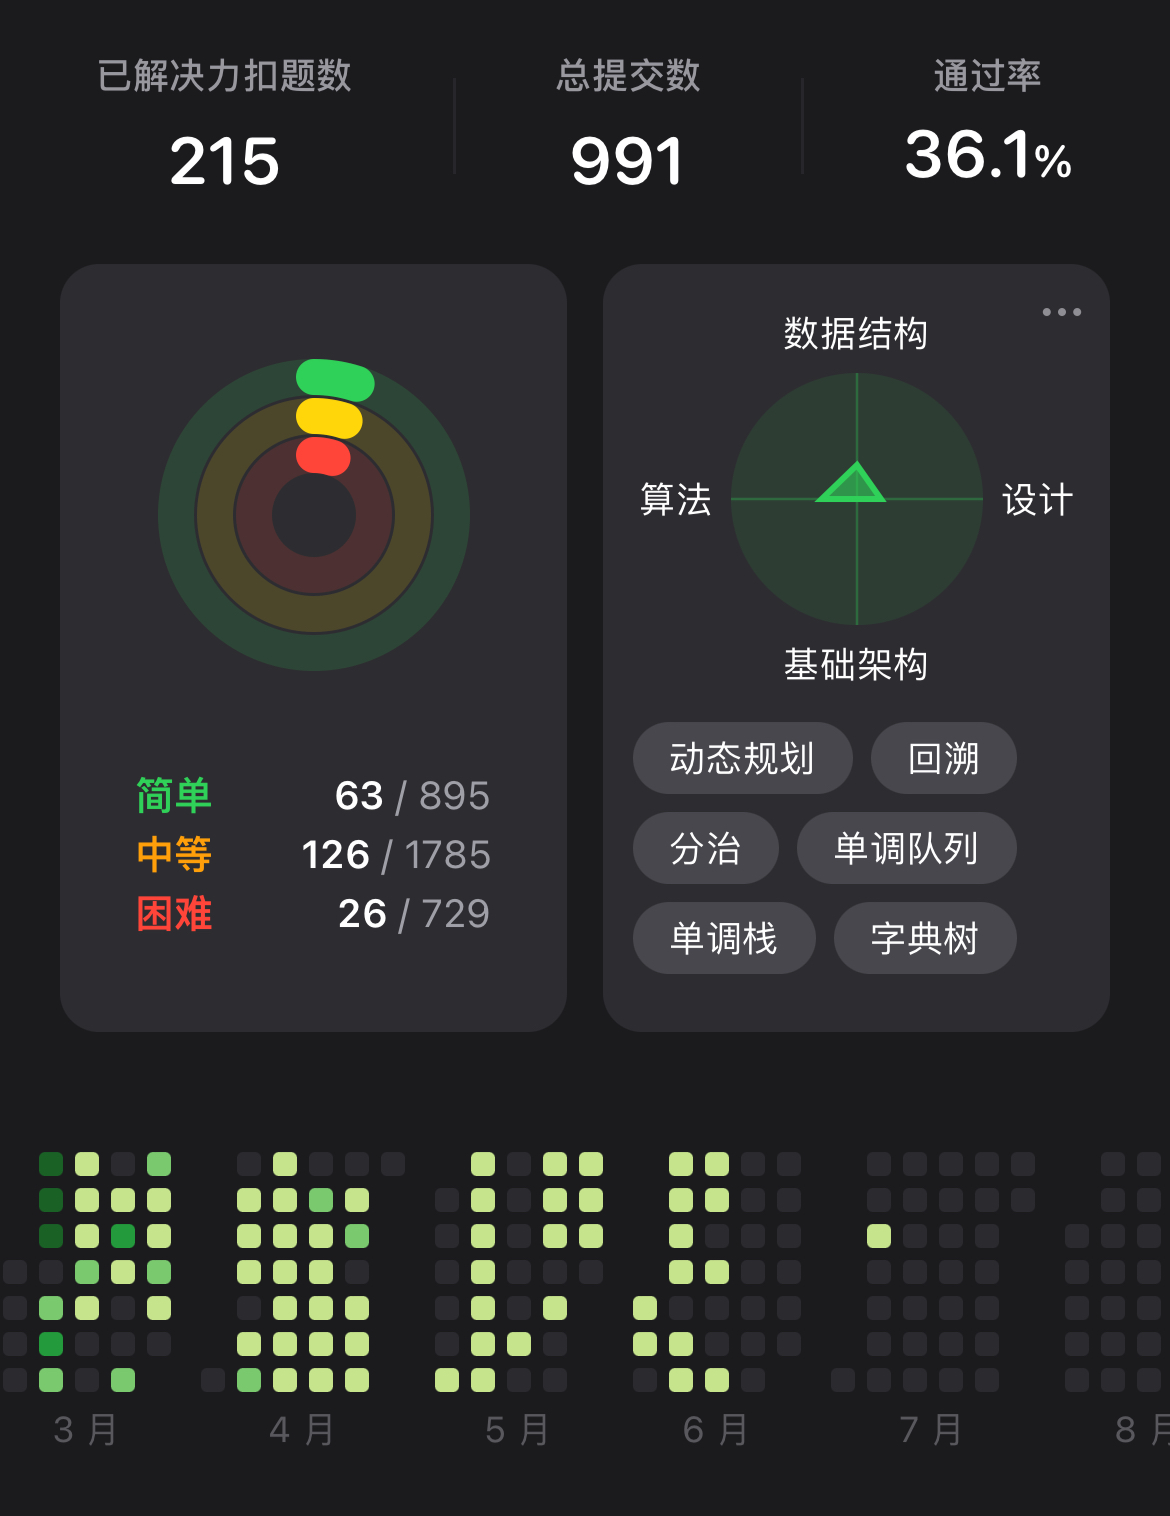 已解决力扣题数 总提交数 通过率
215 991 36.1%
数据结构
算法 设计
基础架构
简单 63 / 895
中等 126 / 1785
困难 26 / 729
动态规划 回溯
分治 单调队列
单调栈 字典树
3 月 4 月 5 月 6 月 7 月 8 月